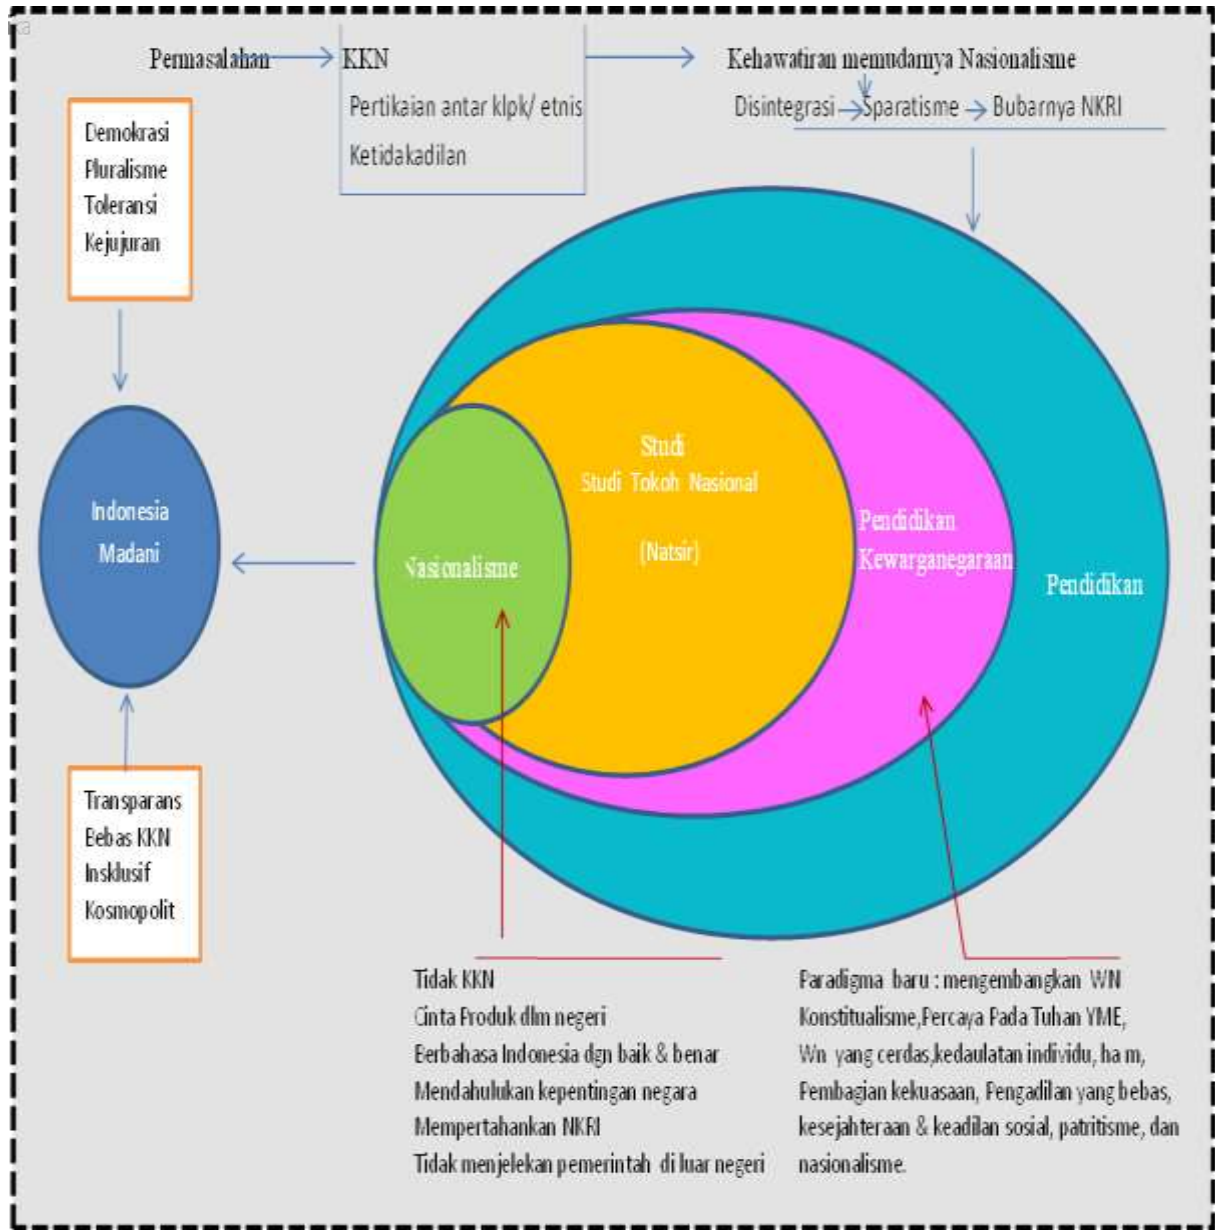 Permasalahan
KKN
Pertikaian antar klpk/ etnis
Ketidakadilan
Kehawatiran memudarnya Nasionalisme
Disintegrasi
Sparatisme
Bubarnya NKRI
Demokrasi
Pluralisme
Toleransi
Kejujuran
Indonesia
Madani
Transparans
Bebas KKN
Insklusif
Kosmopolit
Nasionalisme
Studi
Studi Tokoh Nasional
(Natsir)
Pendidikan
Kewarganegaraan
Pendidikan
Tidak KKN
Cinta Produk dlm negeri
Berbahasa Indonesia dgn baik & benar
Mendahulukan kepentingan negara
Mempertahankan NKRI
Tidak menjelekan pemerintah di luar negeri
Paradigma baru : mengembangkan WN
Konstitualisme,Percaya Pada Tuhan YME,
Wn yang cerdas,kedaulatan individu, ha m,
Pembagian kekuasaan, Pengadilan yang bebas,
kesejahteraan & keadilan sosial, patritisme, dan
nasionalisme.